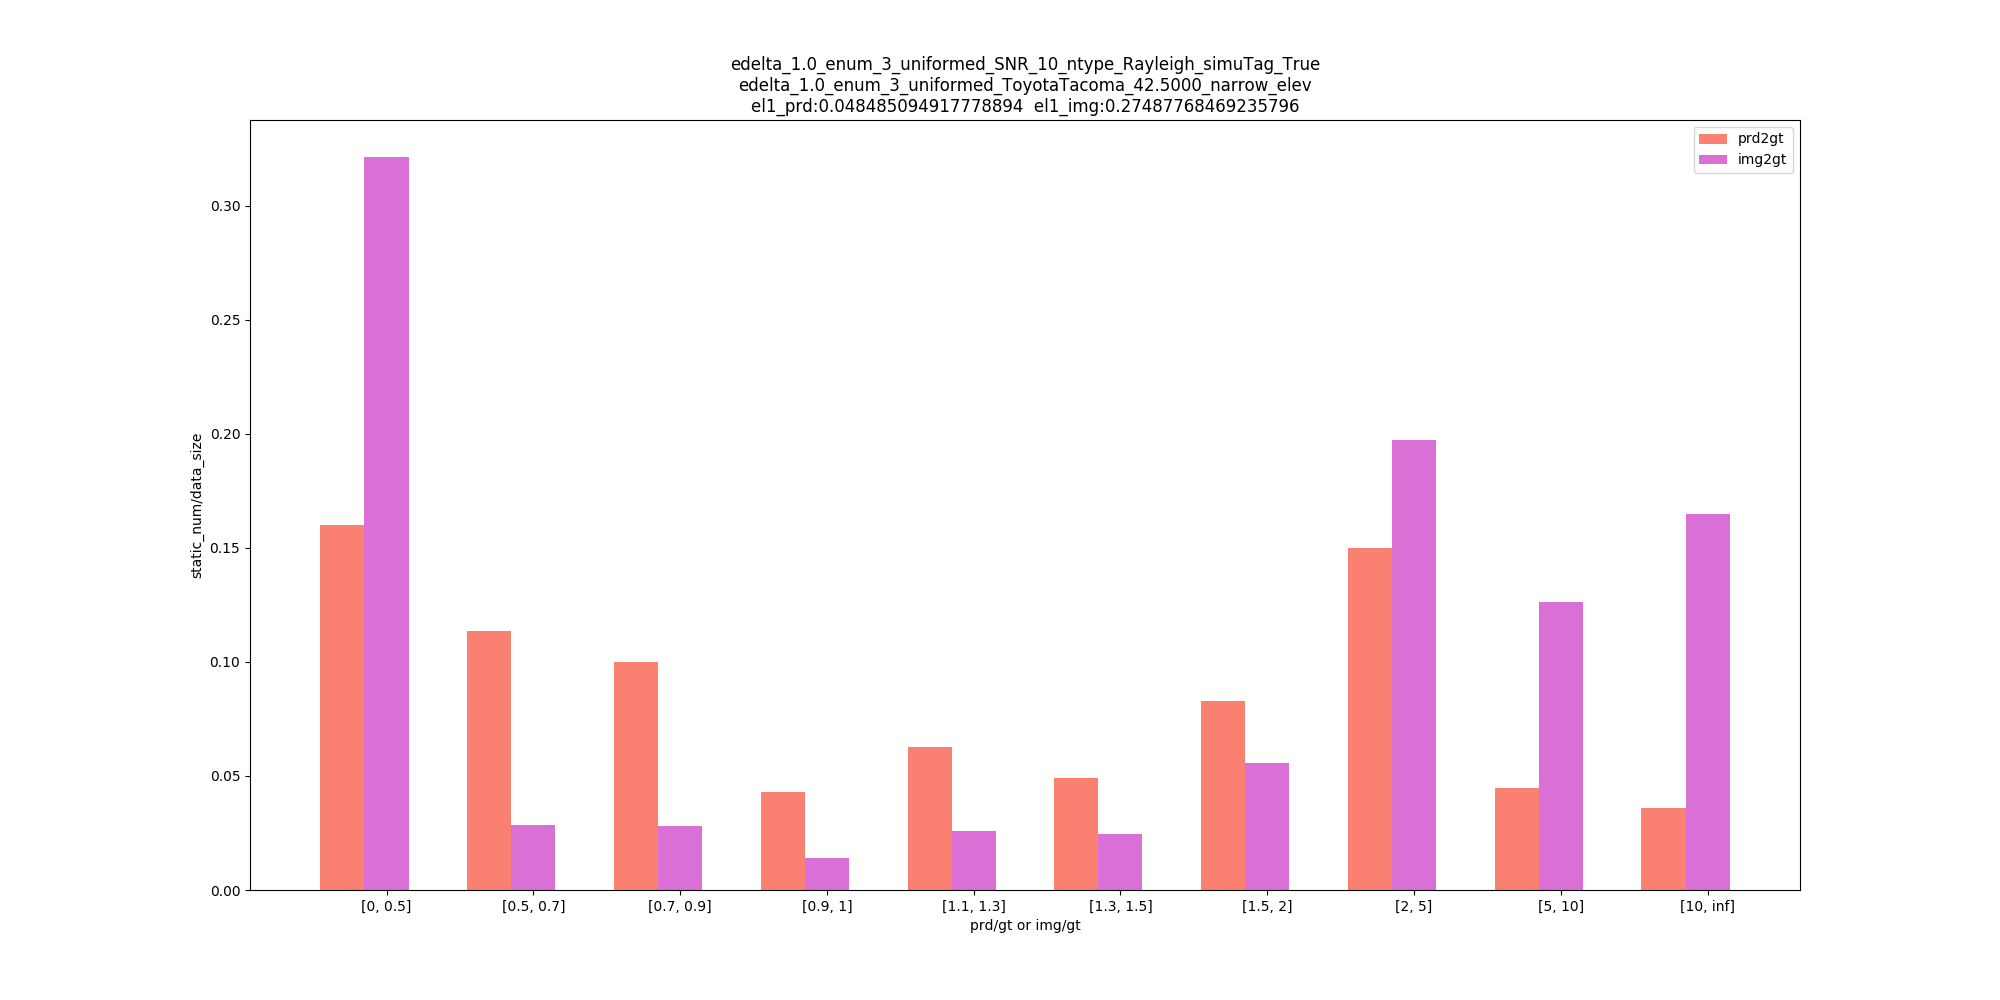 edelta_1.0_enum_3_uniformed_SNR_10_ntype_Rayleigh_simuTag_True
edelta_1.0_enum_3_uniformed_ToyotaTacoma_42.5000_narrow_elev
el1_prd:0.048485094917778894  el1_img:0.27487768469235796
prd2gt
img2gt
0.30
0.25
0.20
0.15
0.10
0.05
0.00
static_num/data_size
[0, 0.5] [0.5, 0.7] [0.7, 0.9] [0.9, 1] [1.1, 1.3] [1.3, 1.5] [1.5, 2] [2, 5] [5, 10] [10, inf]
prd/gt or img/gt